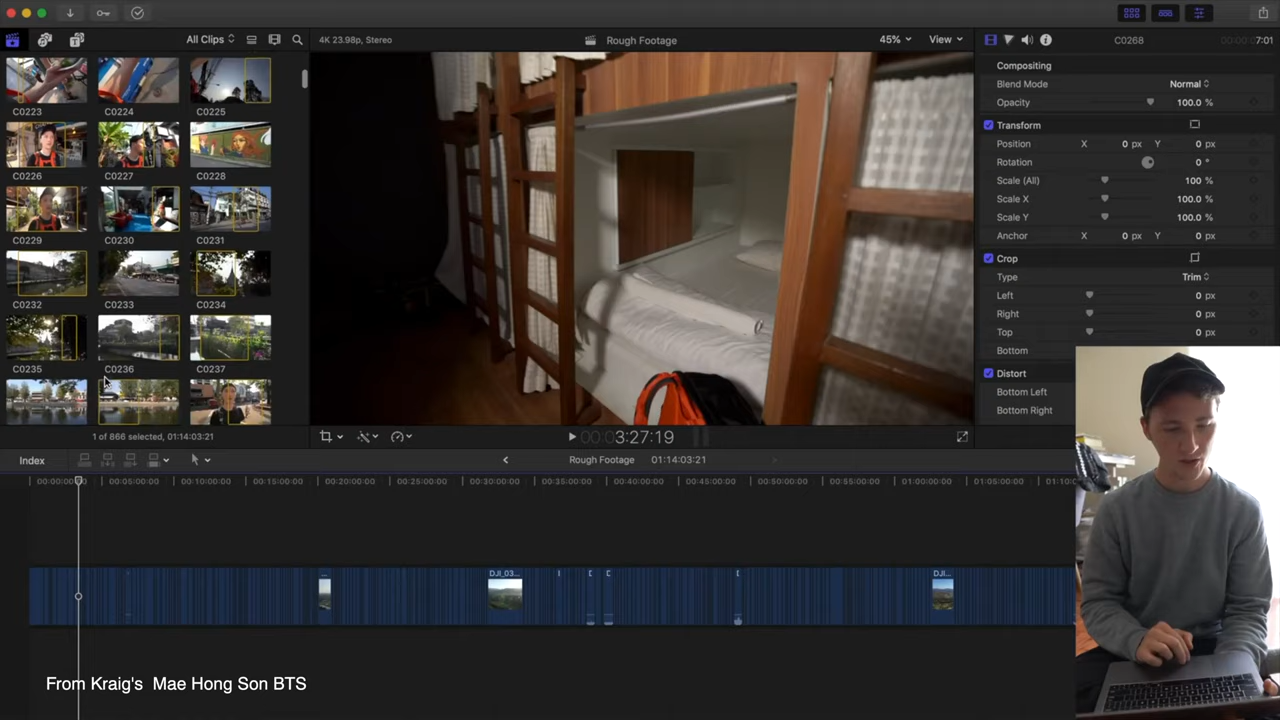 All Clips
4K 23.98p, Stereo
Rough Footage
45%
View
C0268
7:01
C0223
C0224
C0225
C0226
C0227
C0228
C0229
C0230
C0231
C0232
C0233
C0234
C0235
C0236
C0237
Compositing
Blend Mode
Normal
Opacity
100.0 %
Transform
Position
X
0 px
Y
0 px
Rotation
0 °
Scale (All)
100 %
Scale X
100.0 %
Scale Y
100.0 %
Anchor
X
0 px
Y
0 px
Crop
Type
Trim
Left
0 px
Right
0 px
Top
0 px
Bottom
Distort
Bottom Left
Bottom Right
1 of 866 selected, 01:14:03:21
00:00:03:27:19
Index
Rough Footage
01:14:03:21
00:05:00:00
00:10:00:00
00:15:00:00
00:20:00:00
00:25:00:00
00:30:00:00
00:35:00:00
00:40:00:00
00:45:00:00
00:50:00:00
00:55:00:00
01:00:00:00
01:05:00:00
01:10
DJI_03...
DJI...
From Kraig's Mae Hong Son BTS